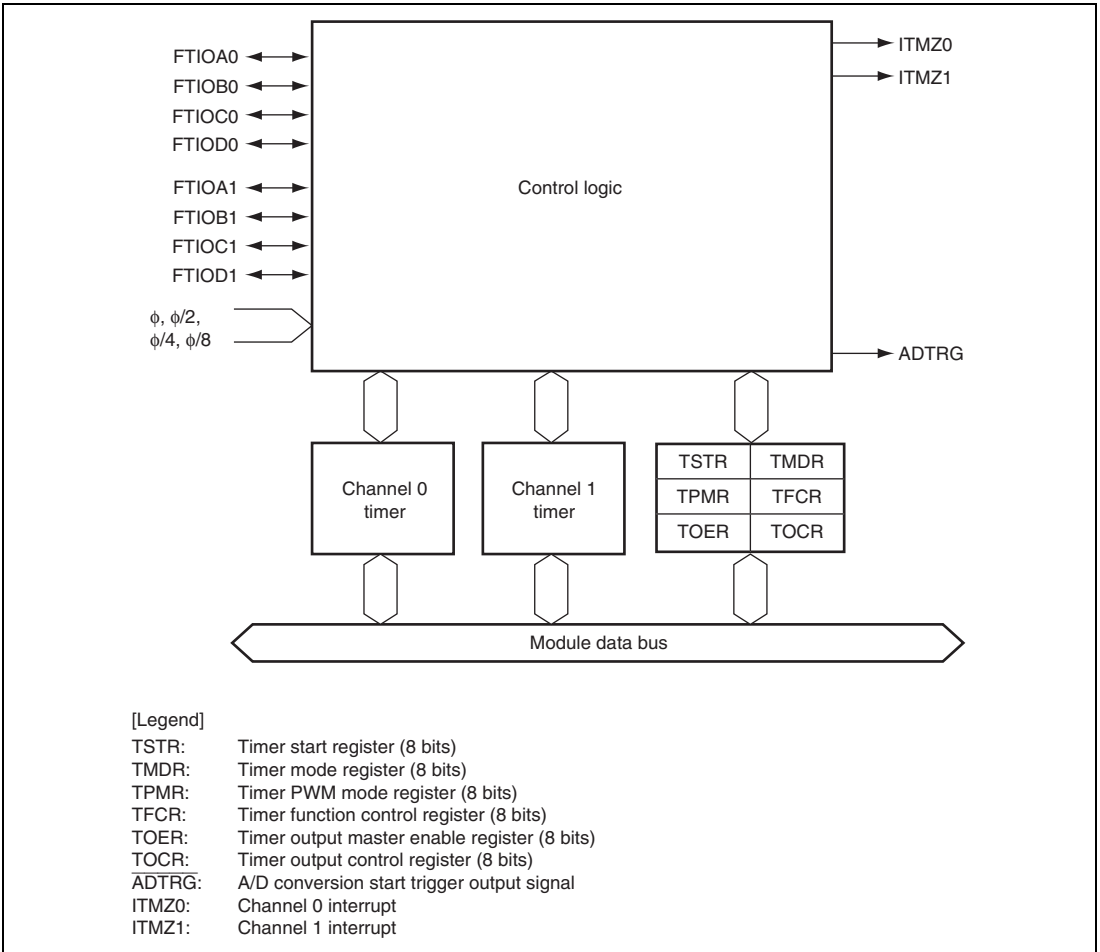 FTIOA0
FTIOB0
FTIOC0
FTIOD0
FTIOA1
FTIOB1
FTIOC1
FTIOD1
ϕ, ϕ/2,
ϕ/4, ϕ/8
Control logic
ITMZ0
ITMZ1
ADTRG
Channel 0
timer
Channel 1
timer
TSTR TMDR
TPMR TFCR
TOER TOCR
Module data bus
[Legend]
TSTR: Timer start register (8 bits)
TMDR: Timer mode register (8 bits)
TPMR: Timer PWM mode register (8 bits)
TFCR: Timer function control register (8 bits)
TOER: Timer output master enable register (8 bits)
TOCR: Timer output control register (8 bits)
ADTRG: A/D conversion start trigger output signal
ITMZ0: Channel 0 interrupt
ITMZ1: Channel 1 interrupt